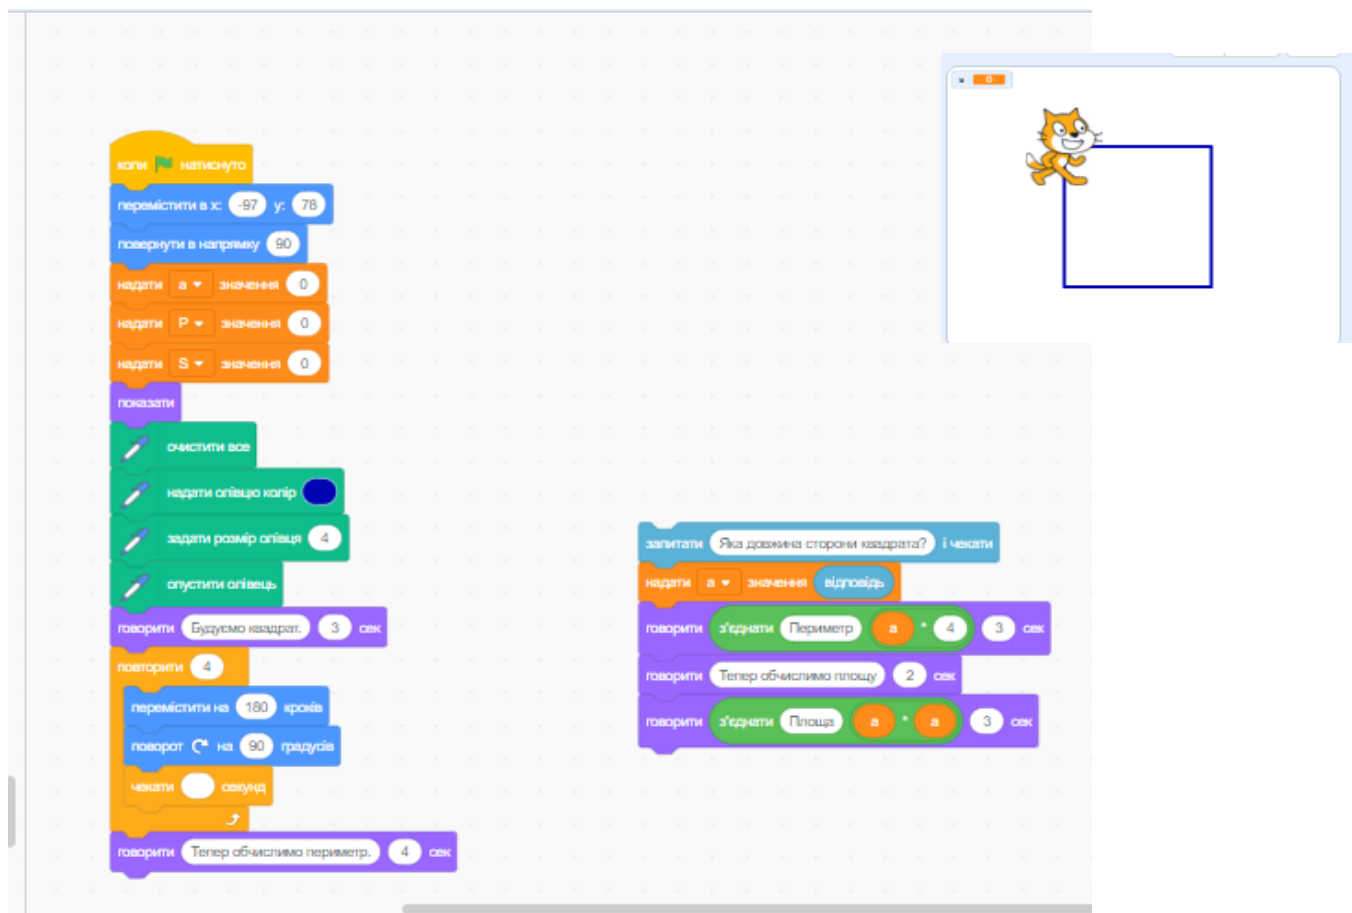 коли натиснуто
перемістити в x: -97 y: 78
повернути в напрямку 90
надати a значення 0
надати P значення 0
надати S значення 0
показати
очистити все
надати олівцю колір
задати розмір олівця 4
опустити олівець
говорити Будуємо квадрат. 3 сек
повторити 4
перемістити на 180 кроків
поворот на 90 градусів
чекати секунд
говорити Тепер обчислимо периметр. 4 сек
запитати Яка довжина сторони квадрата? і чекати
надати a значення відповідь
говорити з'єднати Периметр a * 4 3 сек
говорити Тепер обчислимо площу 2 сек
говорити з'єднати Площа a * a 3 сек
0